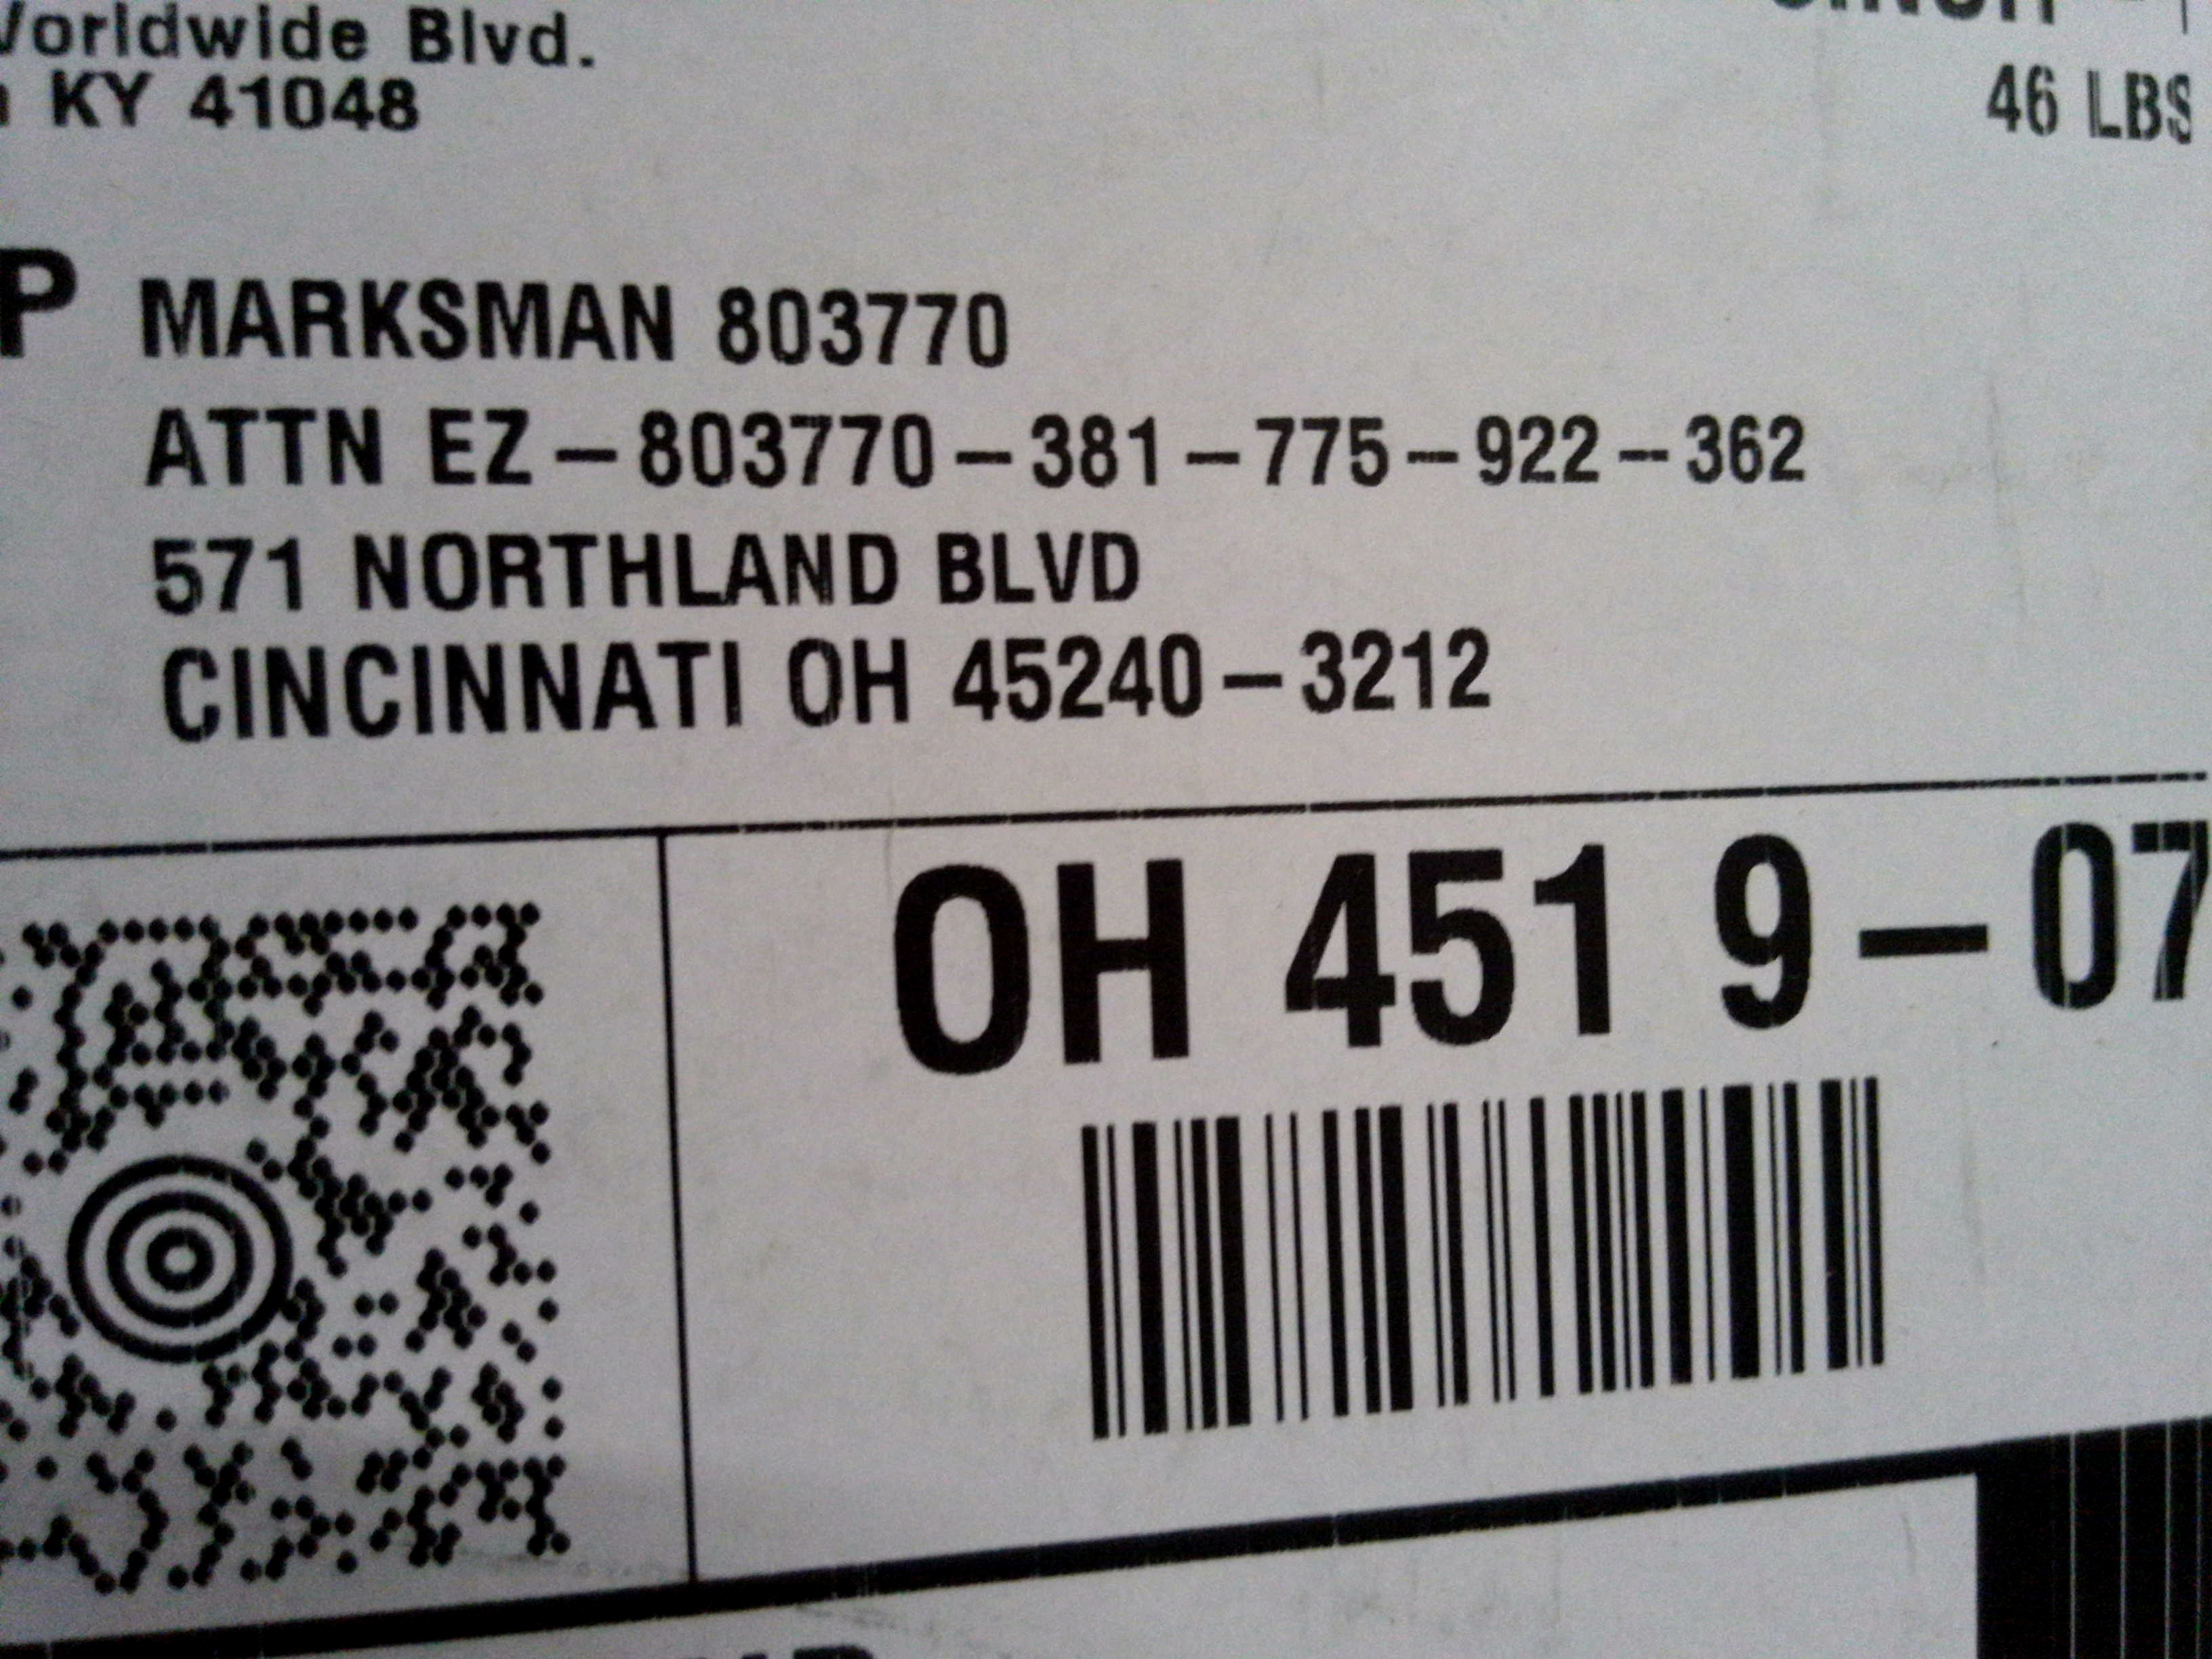 Blvd.
KY 41048
46 LBS
P MARKSMAN 803770
ATTN EZ-803770-381-775-922-362
571 NORTHLAND BLVD
CINCINNATI OH 45240-3212
OH 451 9-07